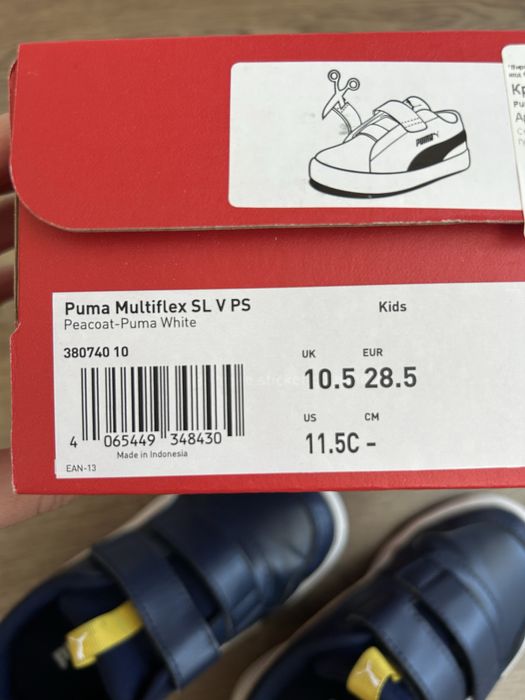 PUMA
Кр
Puma Multiflex SL V PS
Kids
Peacoat-Puma White
380740 10
UK EUR
10.5 28.5
US CM
11.5C -
4 065449 348430
Made in Indonesia
EAN-13